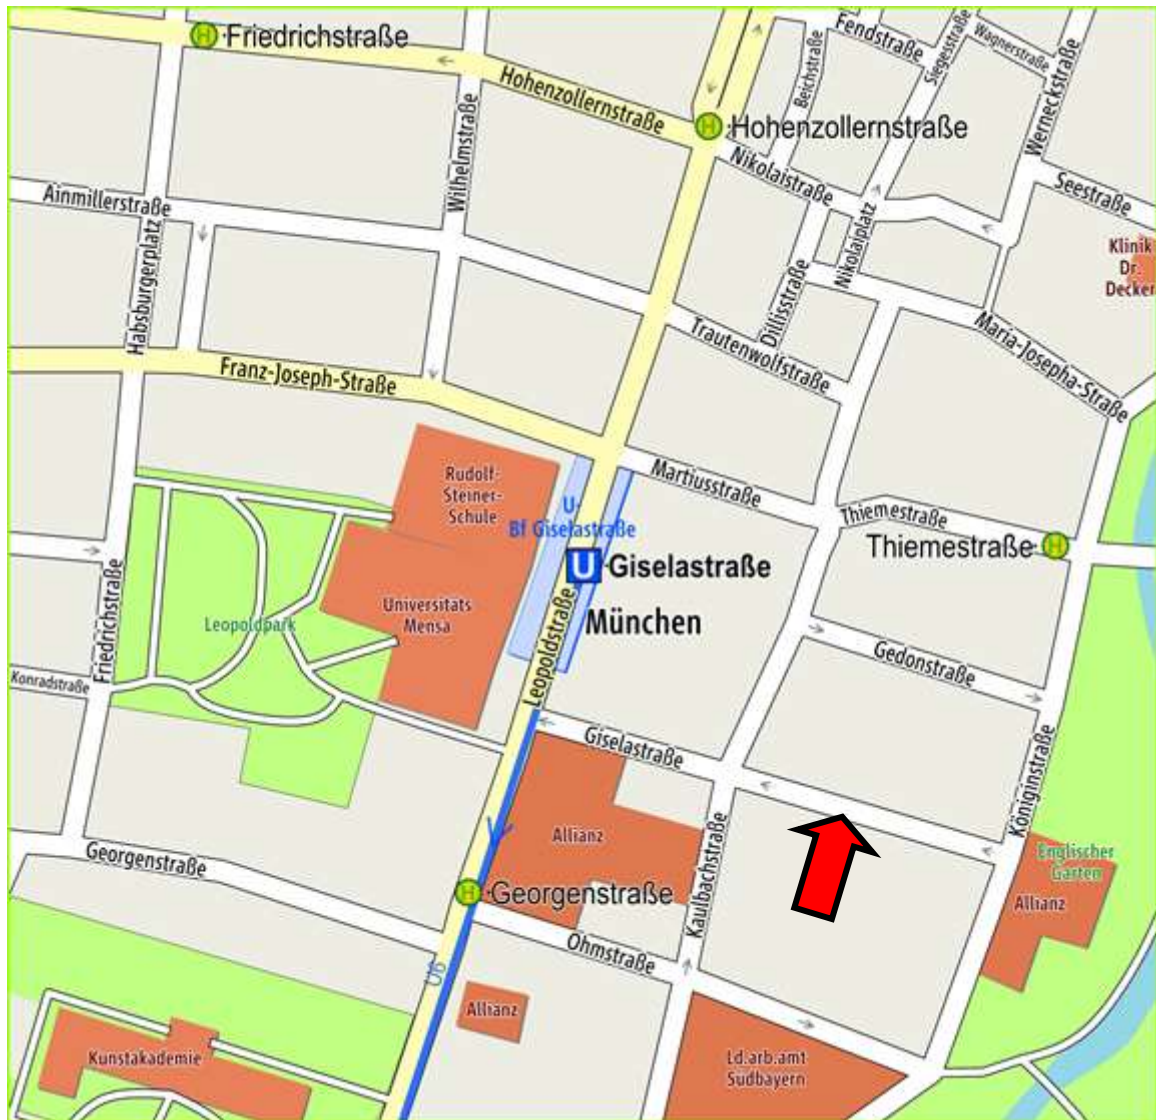 Friedrichstraße
Hohenzollernstraße
Hohenzollernstraße
Fendstraße
Siegesstraße
Wagnerstraße
Beichstraße
Werneckstraße
Nikolaistraße
Seestraße
Ainmillerstraße
Wilhelmstraße
Habsburgerplatz
Nikolaiplatz
Klinik
Dr.
Decker
Dillisstraße
Trautenwolfstraße
Maria-Josepha-Straße
Franz-Joseph-Straße
Rudolf-
Steiner-
Schule
Martiusstraße
U-
Bf Giselastraße
Thiemestraße
Thiemestraße
H
U
Giselastraße
München
Universitäts
Mensa
Leopoldpark
Friedrichstraße
Leopoldstraße
Konradstraße
Gedonstraße
Giselastraße
Königinstraße
Allianz
Kaulbachstraße
Georgenstraße
Georgenstraße
Englischer
Garten
Allianz
Ohmstraße
U6
Allianz
Kunstakademie
Ld.arb.amt
Südbayern